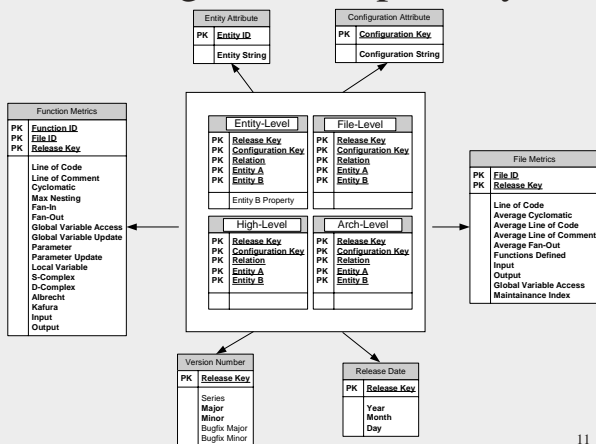 Entity Attribute
PK Entity ID
Entity String
Configuration Attribute
PK Configuration Key
Configuration String
Function Metrics
PK Function ID
PK File ID
PK Release Key
Line of Code
Line of Comment
Cyclomatic
Max Nesting
Fan-In
Fan-Out
Global Variable Access
Global Variable Update
Parameter
Parameter Update
Local Variable
S-Complex
D-Complex
Albrecht
Kafura
Input
Output
Entity-Level
PK Release Key
PK Configuration Key
PK Relation
PK Entity A
PK Entity B
Entity B Property
File-Level
PK Release Key
PK Configuration Key
PK Relation
PK Entity A
PK Entity B
High-Level
PK Release Key
PK Configuration Key
PK Relation
PK Entity A
PK Entity B
Arch-Level
PK Release Key
PK Configuration Key
PK Relation
PK Entity A
PK Entity B
File Metrics
PK File ID
PK Release Key
Line of Code
Average Cyclomatic
Average Line of Code
Average Line of Comment
Average Fan-Out
Functions Defined
Input
Output
Global Variable Access
Maintainance Index
Version Number
PK Release Key
Series
Major
Minor
Bugfix Major
Bugfix Minor
Release Date
PK Release Key
Year
Month
Day
11